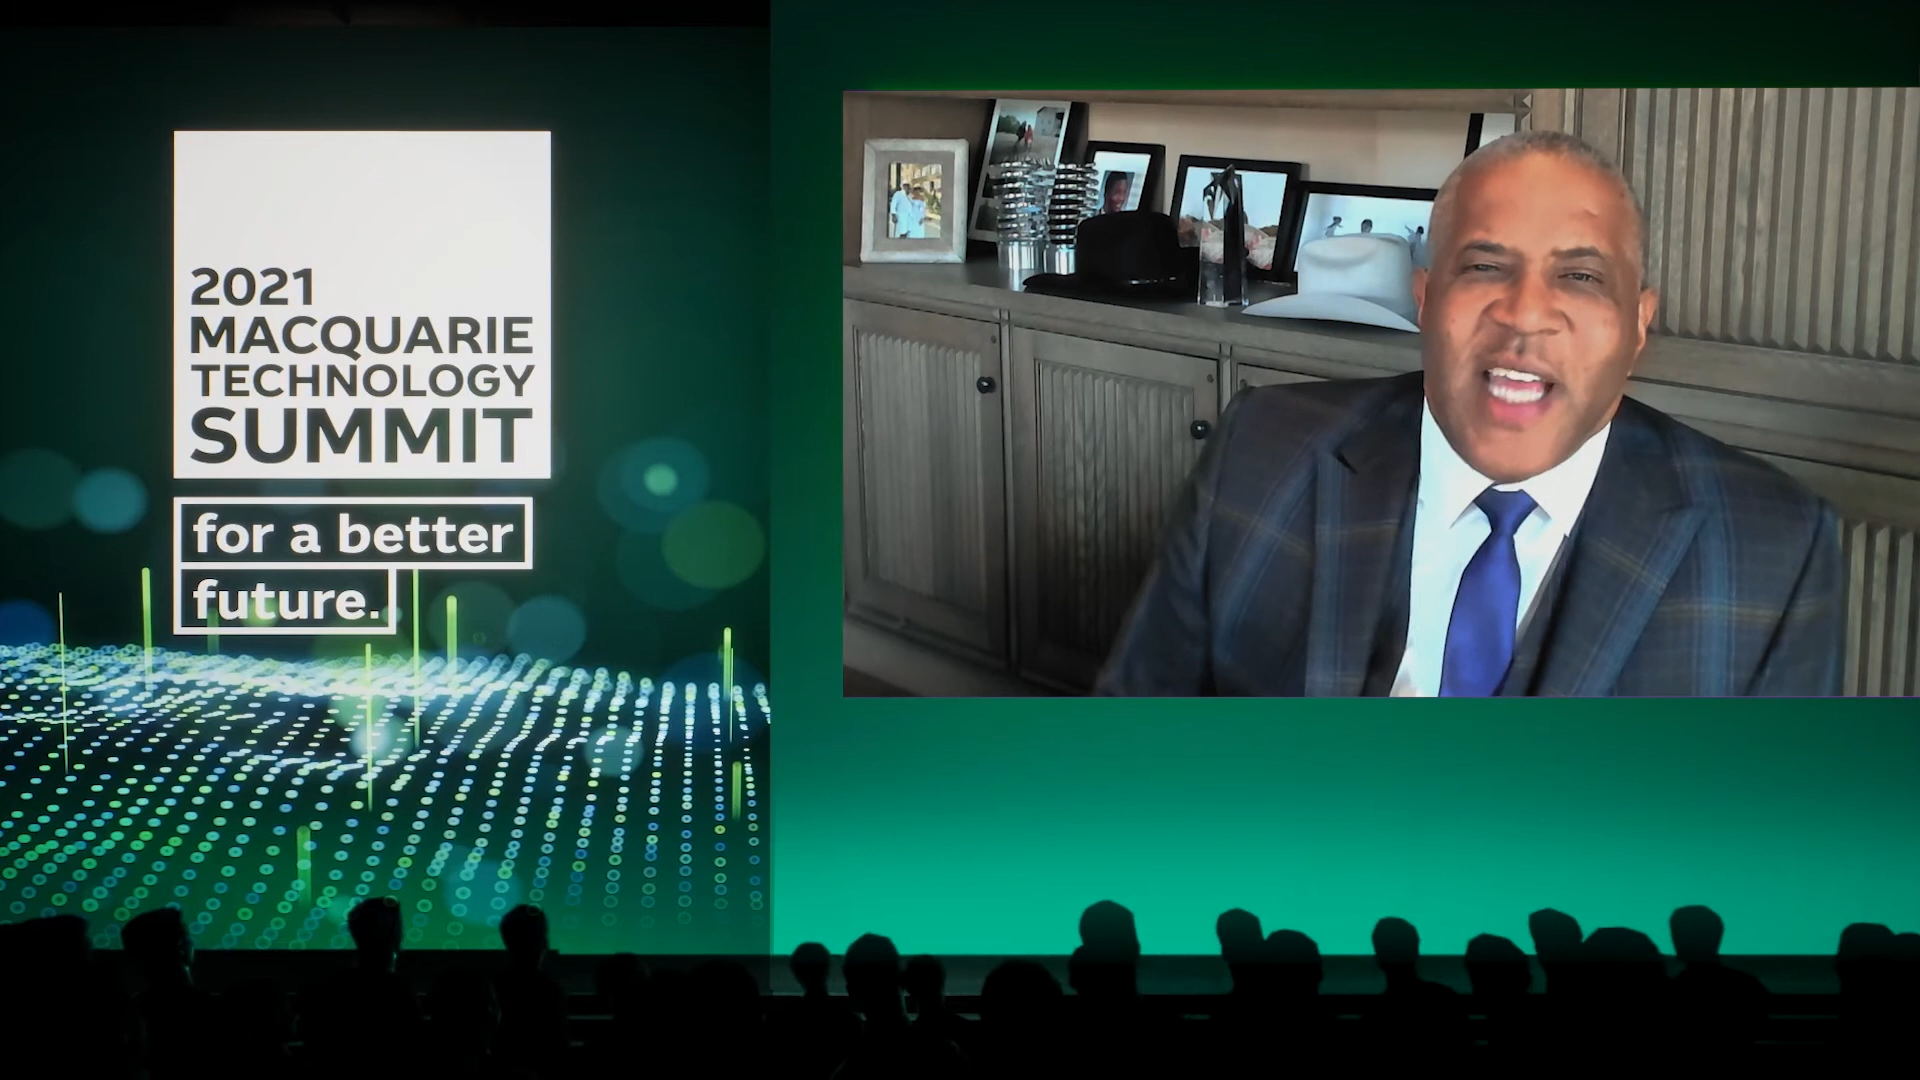 2021
MACQUARIE
TECHNOLOGY
SUMMIT
for a better
future.